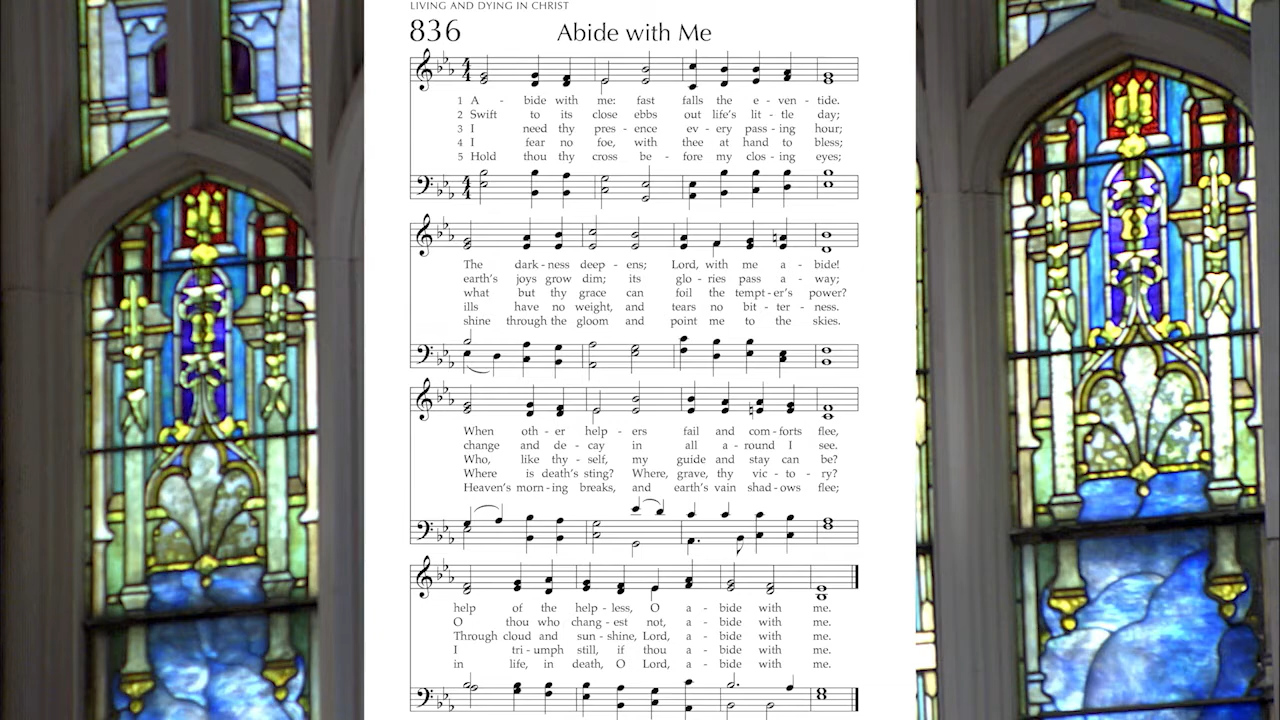 LIVING AND DYING IN CHRIST
836 Abide with Me
1 A - bide with me: fast falls the e - ven - tide.
2 Swift to its close ebbs out life's lit - tle day;
3 I need thy pres - ence ev - ery pass - ing hour;
4 I fear no foe, with thee at hand to bless;
5 Hold thou thy cross be - fore my clos - ing eyes;
The dark - ness deep - ens; Lord, with me a - bide!
earth's joys grow dim; its glo - ries pass a - way;
what but thy grace can foil the tempt - er's power?
ills have no weight, and tears no bit - ter - ness.
shine through the gloom and point me to the skies.
When oth - er help - ers fail and com - forts flee,
change and de - cay in all a - round I see.
Who, like thy - self, my guide and stay can be?
Where is death's sting? Where, grave, thy vic - to - ry?
Heaven's morn - ing breaks, and earth's vain shad - ows flee;
help of the help - less, O a - bide with me.
O thou who chang - est not, a - bide with me.
Through cloud and sun - shine, Lord, a - bide with me.
I tri - umph still, if thou a - bide with me.
in life, in death, O Lord, a - bide with me.